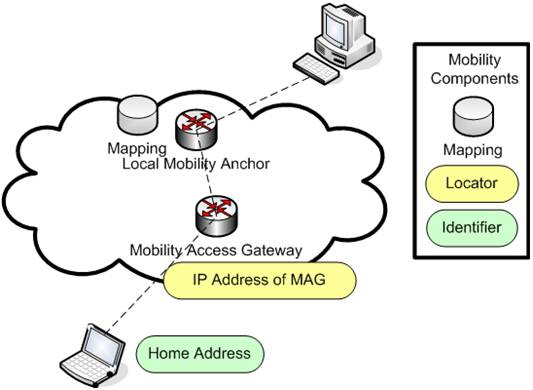 Mapping
Local Mobility Anchor
Mobility Access Gateway
IP Address of MAG
Home Address
Mobility
Components
Mapping
Locator
Identifier